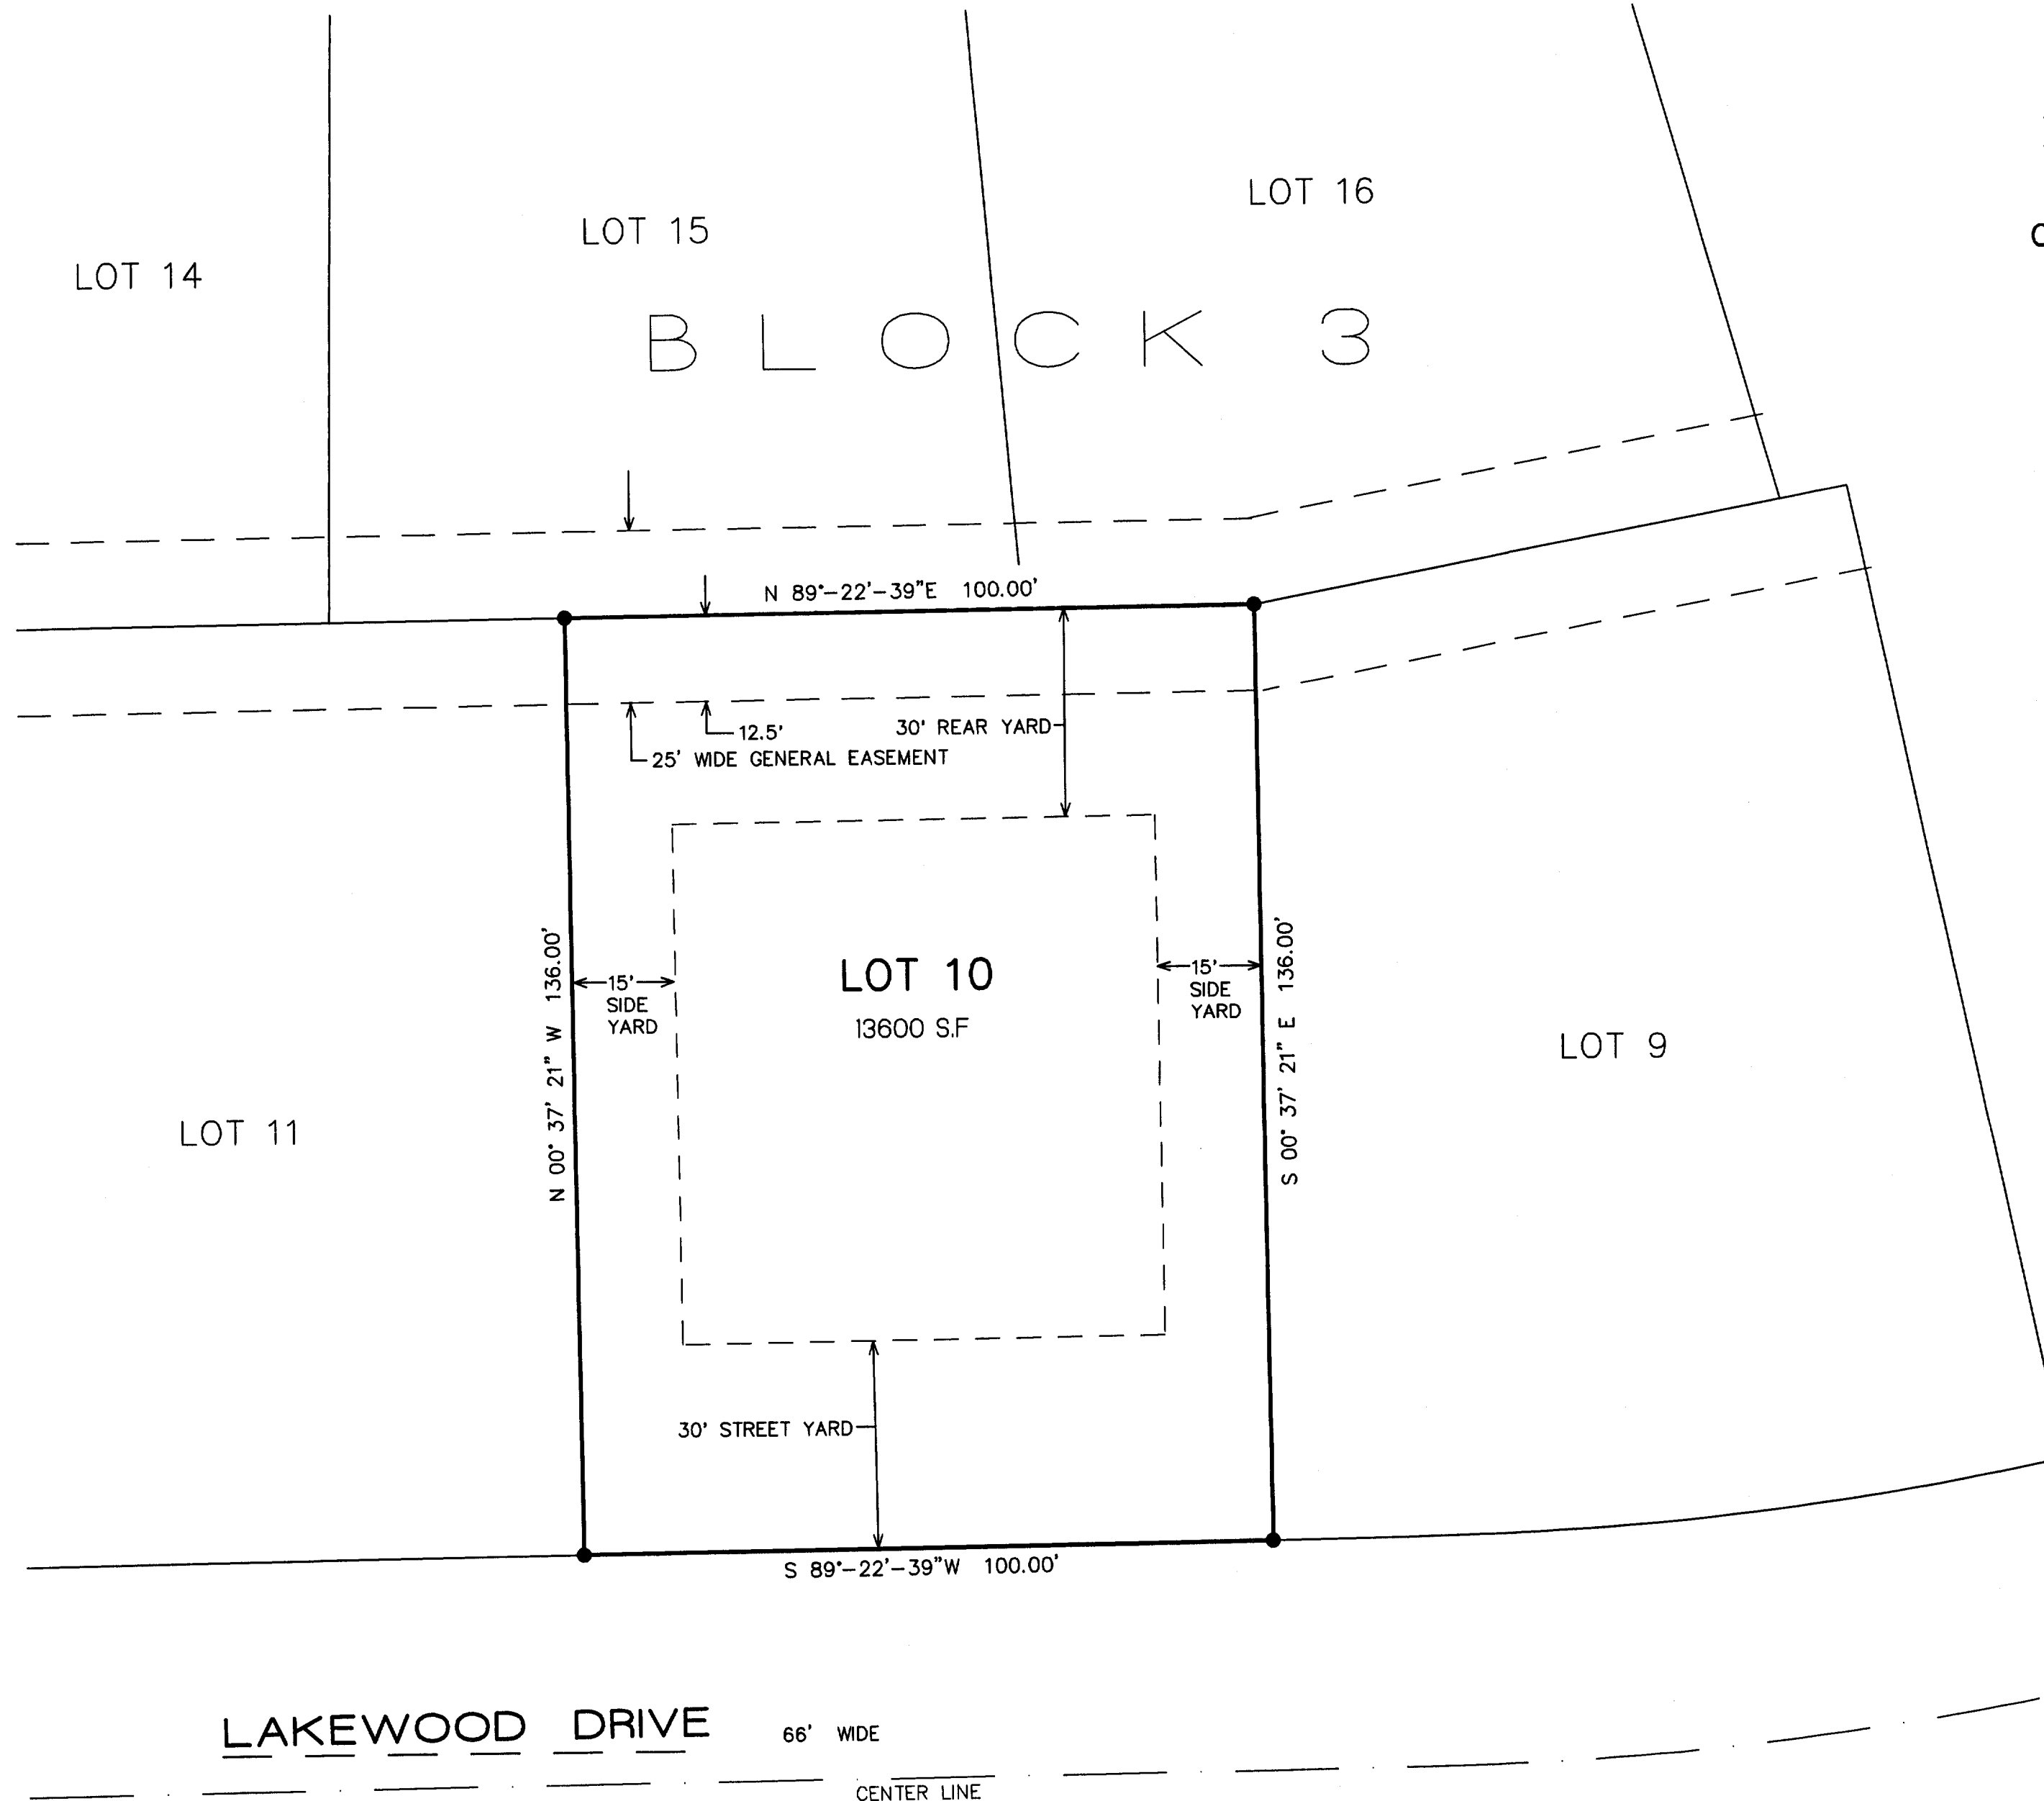 LOT 16
LOT 15
LOT 14
BLOCK 3
N 89°-22'-39"E 100.00'
12.5'
30' REAR YARD
25' WIDE GENERAL EASEMENT
N 00° 37' 21" W 136.00'
15'
SIDE
YARD
LOT 10
13600 S.F
15'
SIDE
YARD
S 00° 37' 21" E 136.00'
LOT 9
LOT 11
30' STREET YARD
S 89°-22'-39"W 100.00'
LAKEWOOD DRIVE 66' WIDE
CENTER LINE